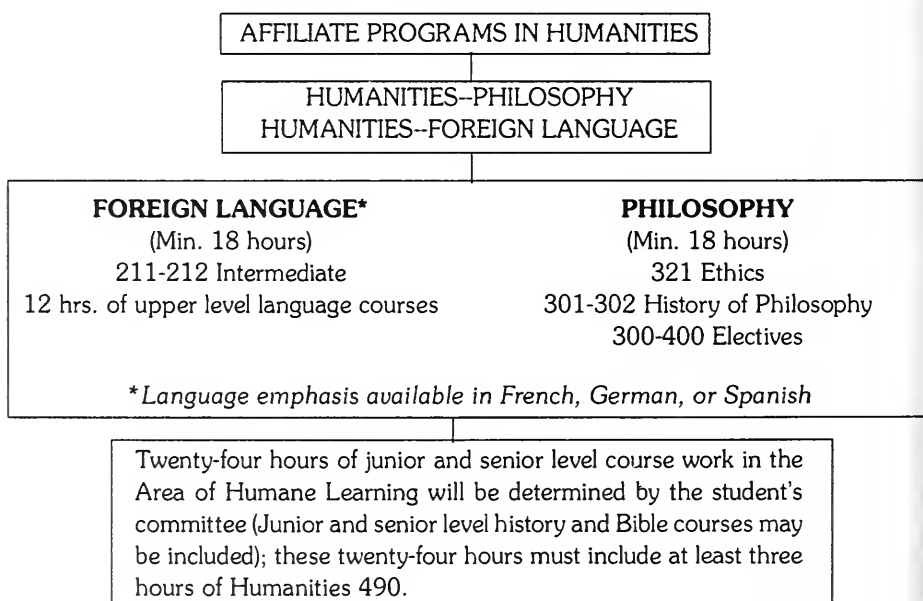 AFFILIATE PROGRAMS IN HUMANITIES
HUMANITIES--PHILOSOPHY
HUMANITIES--FOREIGN LANGUAGE
FOREIGN LANGUAGE*
(Min. 18 hours)
211-212 Intermediate
12 hrs. of upper level language courses
PHILOSOPHY
(Min. 18 hours)
321 Ethics
301-302 History of Philosophy
300-400 Electives
*Language emphasis available in French, German, or Spanish
Twenty-four hours of junior and senior level course work in the
Area of Humane Learning will be determined by the student's
committee (Junior and senior level history and Bible courses may
be included); these twenty-four hours must include at least three
hours of Humanities 490.